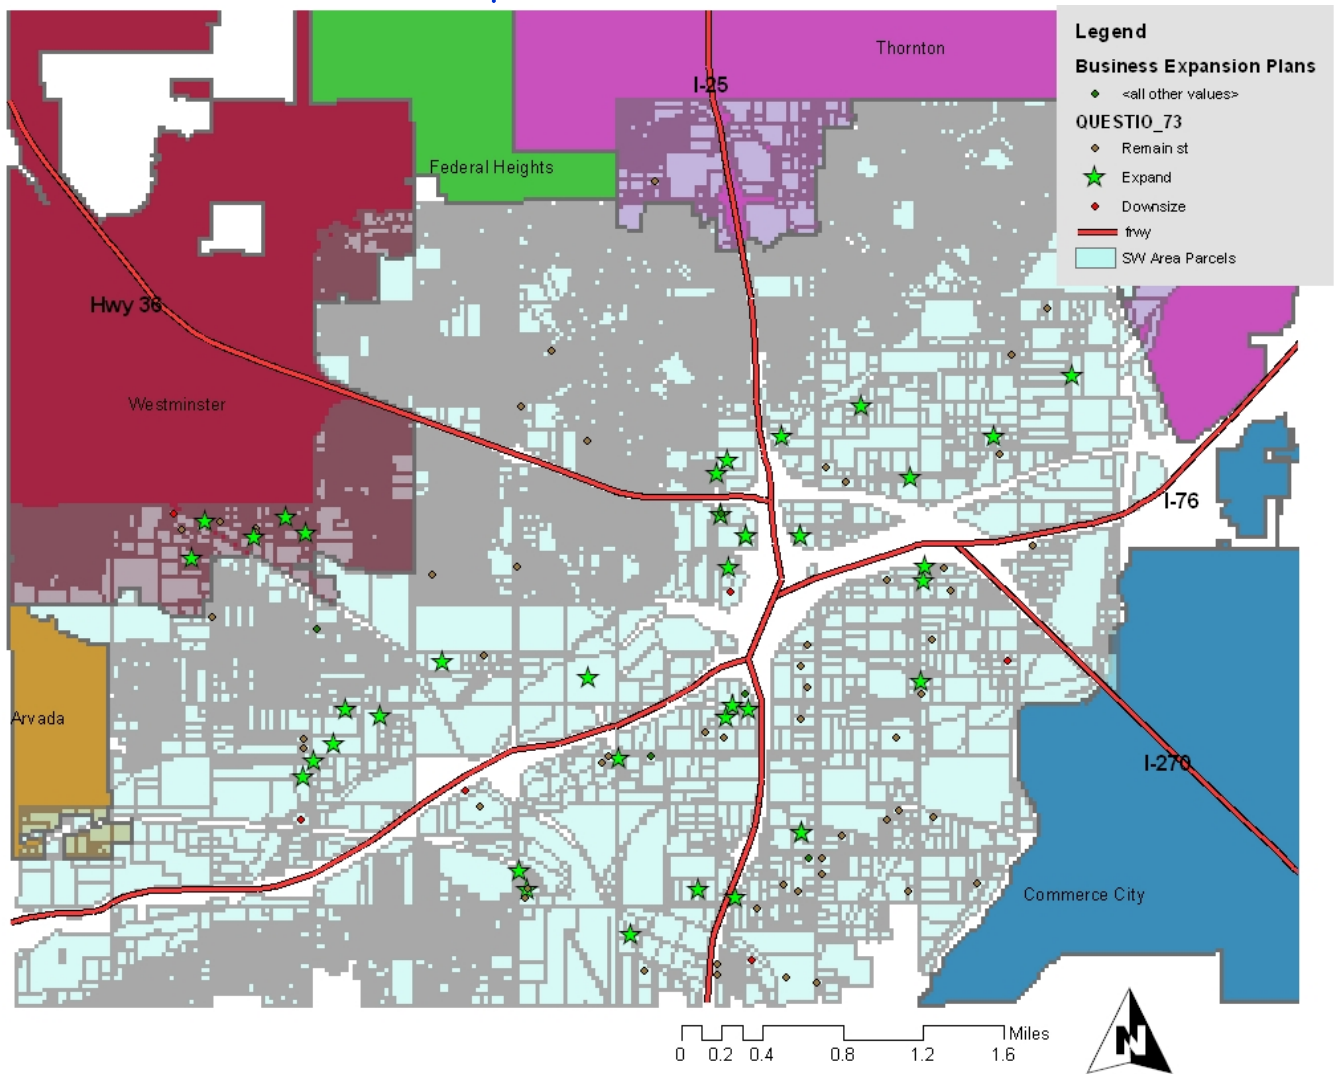 Thornton
I-25
Federal Heights
Hwy 36
Westminster
I-76
Arvada
I-270
Commerce City
Legend
Business Expansion Plans
<all other values>
QUESTIO_73
Remain st
Expand
Downsize
frwy
SW Area Parcels
Miles
0 0.2 0.4 0.8 1.2 1.6
N